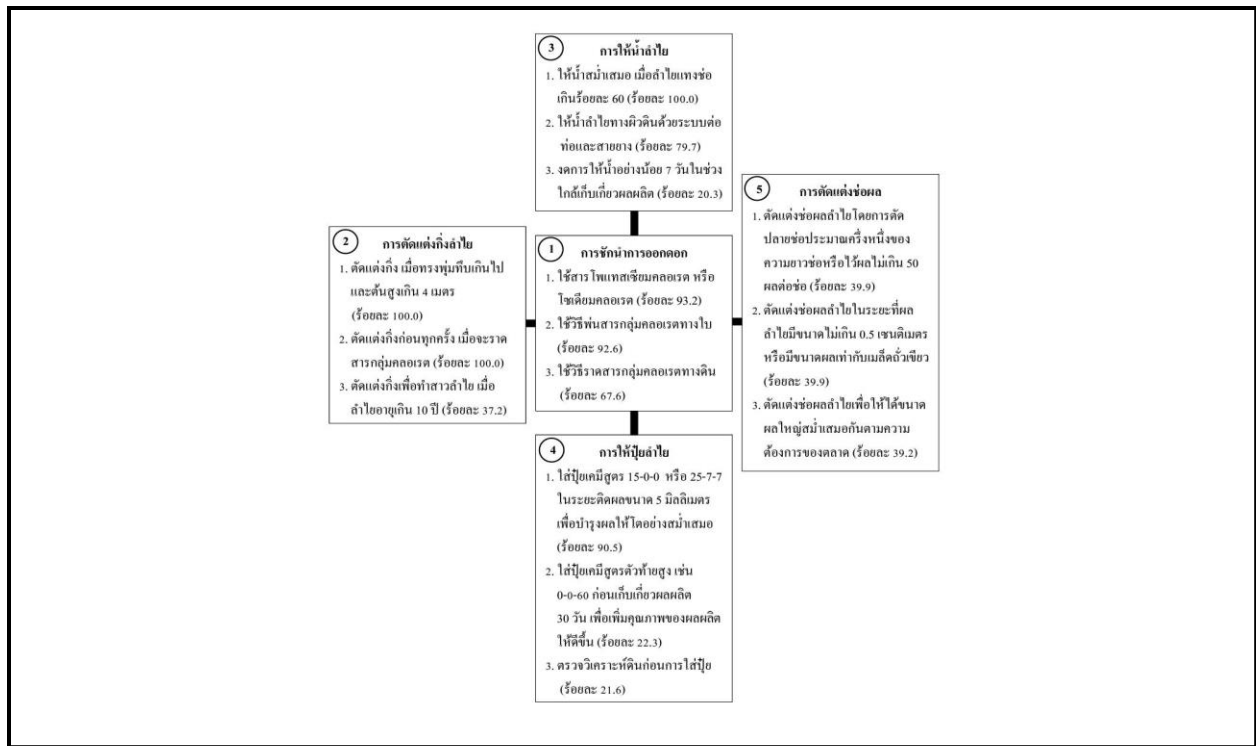 3 การให้น้ำลำไย
1. ให้น้ำสม่ำเสมอ เมื่อลำไยแทงช่อ
เกินร้อยละ 60 (ร้อยละ 100.0)
2. ให้น้ำลำไยทางผิวดินด้วยระบบต่อ
ท่อและสายยาง (ร้อยละ 79.7)
3. งดการให้น้ำอย่างน้อย 7 วันในช่วง
ใกล้เก็บเกี่ยวผลผลิต (ร้อยละ 20.3)
2 การตัดแต่งกิ่งลำไย
1. ตัดแต่งกิ่ง เมื่อทรงพุ่มทึบเกินไป
และต้นสูงเกิน 4 เมตร
(ร้อยละ 100.0)
2. ตัดแต่งกิ่งก่อนทุกครั้ง เมื่อจะราด
สารกลุ่มคลอเรต (ร้อยละ 100.0)
3. ตัดแต่งกิ่งเพื่อทำสาวลำไย เมื่อ
ลำไยอายุเกิน 10 ปี (ร้อยละ 37.2)
1 การชักนำการออกดอก
1. ใช้สารโพแทสเซียมคลอเรต หรือ
โซเดียมคลอเรต (ร้อยละ 93.2)
2. ใช้วิธีพ่นสารกลุ่มคลอเรตทางใบ
(ร้อยละ 92.6)
3. ใช้วิธีราดสารกลุ่มคลอเรตทางดิน
(ร้อยละ 67.6)
5 การตัดแต่งช่อผล
1. ตัดแต่งช่อผลลำไยโดยการตัด
ปลายช่อประมาณครึ่งหนึ่งของ
ความยาวช่อหรือไว้ผลไม่เกิน 50
ผลต่อช่อ (ร้อยละ 39.9)
2. ตัดแต่งช่อผลลำไยในระยะที่ผล
ลำไยมีขนาดไม่เกิน 0.5 เซนติเมตร
หรือมีขนาดผลเท่ากับเมล็ดถั่วเขียว
(ร้อยละ 39.9)
3. ตัดแต่งช่อผลลำไยเพื่อให้ได้ขนาด
ผลใหญ่สม่ำเสมอกันตามความ
ต้องการของตลาด (ร้อยละ 39.2)
4 การให้ปุ๋ยลำไย
1. ใส่ปุ๋ยเคมีสูตร 15-0-0 หรือ 25-7-7
ในระยะติดผลขนาด 5 มิลลิเมตร
เพื่อบำรุงผลให้โตอย่างสม่ำเสมอ
(ร้อยละ 90.5)
2. ใส่ปุ๋ยเคมีสูตรตัวท้ายสูง เช่น
0-0-60 ก่อนเก็บเกี่ยวผลผลิต
30 วัน เพื่อเพิ่มคุณภาพของผลผลิต
ให้ดีขึ้น (ร้อยละ 22.3)
3. ตรวจวิเคราะห์ดินก่อนการใส่ปุ๋ย
(ร้อยละ 21.6)